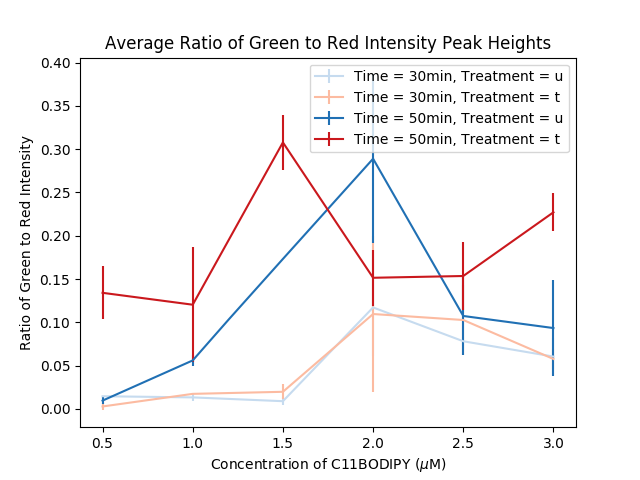 Average Ratio of Green to Red Intensity Peak Heights
Time = 30min, Treatment = u
Time = 30min, Treatment = t
Time = 50min, Treatment = u
Time = 50min, Treatment = t
Ratio of Green to Red Intensity
0.40
0.35
0.30
0.25
0.20
0.15
0.10
0.05
0.00
0.5 1.0 1.5 2.0 2.5 3.0
Concentration of C11BODIPY (μM)